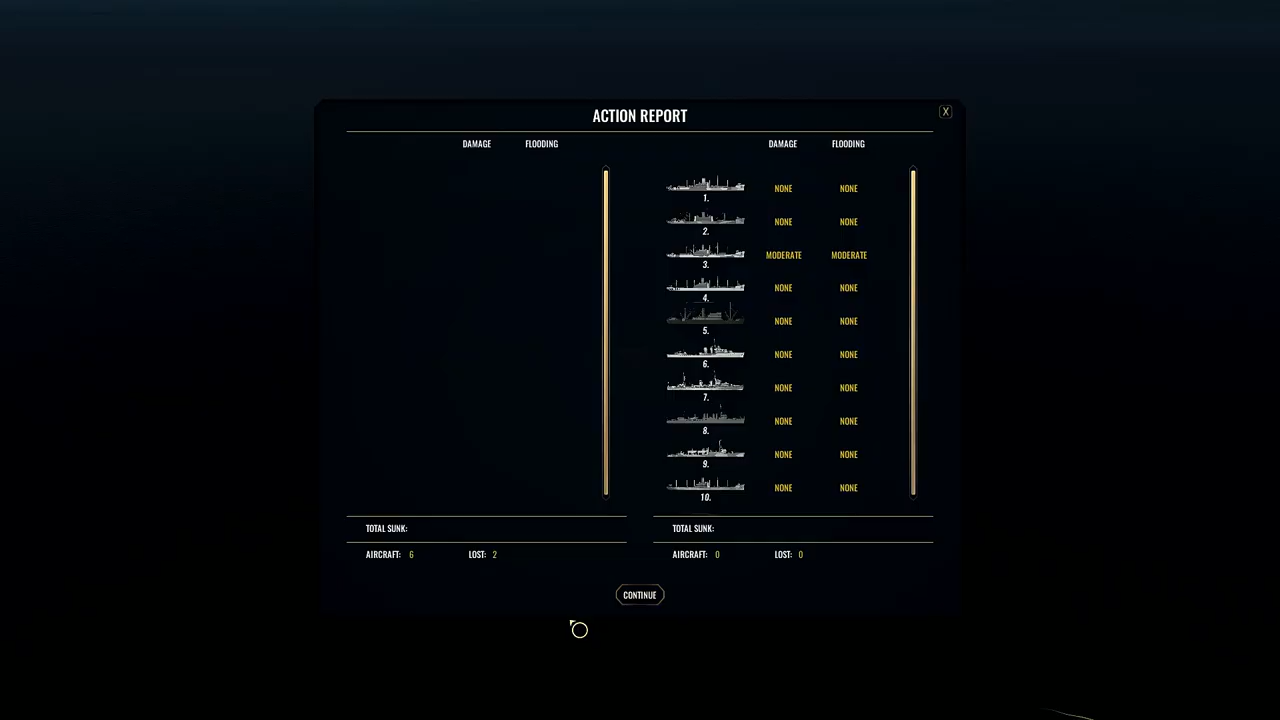 ACTION REPORT
X
DAMAGE FLOODING
DAMAGE FLOODING
NONE NONE
1.
NONE NONE
2.
MODERATE MODERATE
3.
NONE NONE
4.
NONE NONE
5.
NONE NONE
6.
NONE NONE
7.
NONE NONE
8.
NONE NONE
9.
NONE NONE
10.
TOTAL SUNK:
TOTAL SUNK:
AIRCRAFT: 6 LOST: 2
AIRCRAFT: 0 LOST: 0
CONTINUE